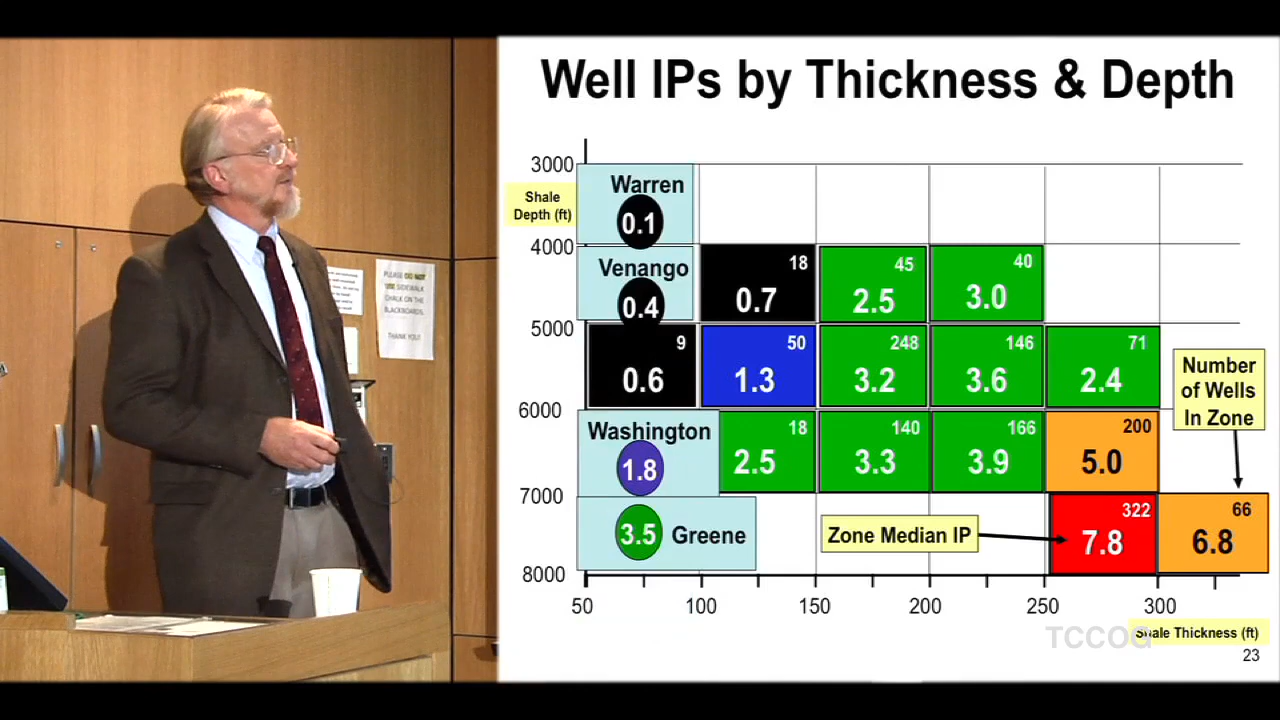 Well IPs by Thickness & Depth
3000
Shale
Depth (ft)
Warren
0.1
4000
Venango
0.4
18
0.7
45
2.5
40
3.0
5000
9
0.6
50
1.3
248
3.2
146
3.6
71
2.4
Number
of Wells
In Zone
6000
Washington
1.8
18
2.5
140
3.3
166
3.9
200
5.0
7000
3.5
Greene
Zone Median IP
322
7.8
66
6.8
8000
50
100
150
200
250
300
TCCOG
Shale Thickness (ft)
23
PLEASE DO NOT
USE SIDEWALK
CHALK ON THE
BLACKBOARDS.
THANK YOU!